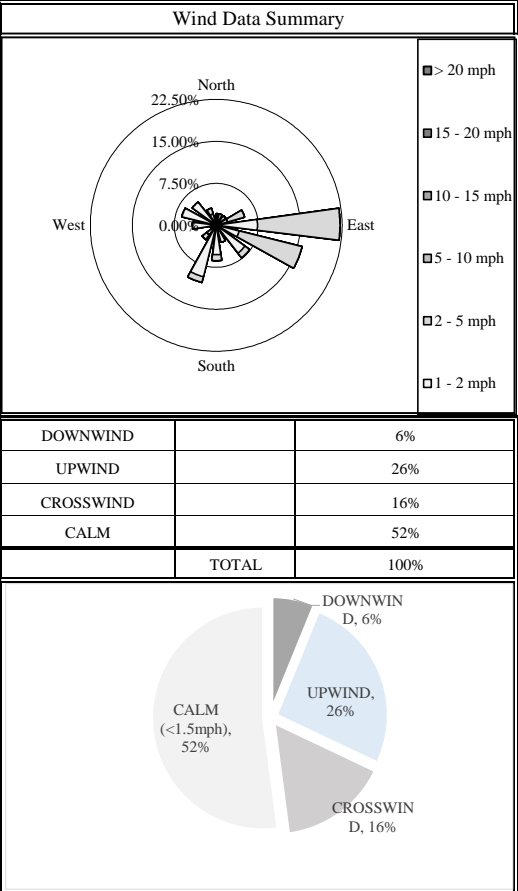 Wind Data Summary
North
22.50%
15.00%
7.50%
0.00%
West
East
South
> 20 mph
15 - 20 mph
10 - 15 mph
5 - 10 mph
2 - 5 mph
1 - 2 mph
DOWNWIND 6%
UPWIND 26%
CROSSWIND 16%
CALM 52%
TOTAL 100%
DOWNWIN
D, 6%
UPWIND,
26%
CALM
(<1.5mph),
52%
CROSSWIN
D, 16%